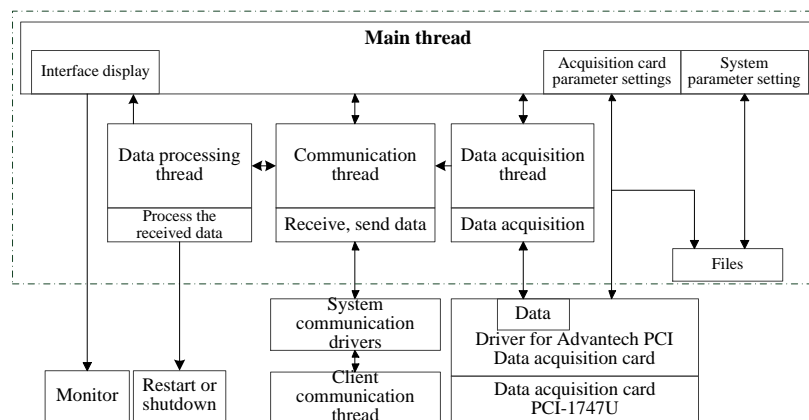 Main thread
Interface display
Acquisition card
parameter settings
System
parameter setting
Data processing
thread
Communication
thread
Data acquisition
thread
Process the
received data
Receive, send data
Data acquisition
Files
System
communication
drivers
Data
Driver for Advantech PCI
Data acquisition card
Monitor
Restart or
shutdown
Client
communication
thread
Data acquisition card
PCI-1747U